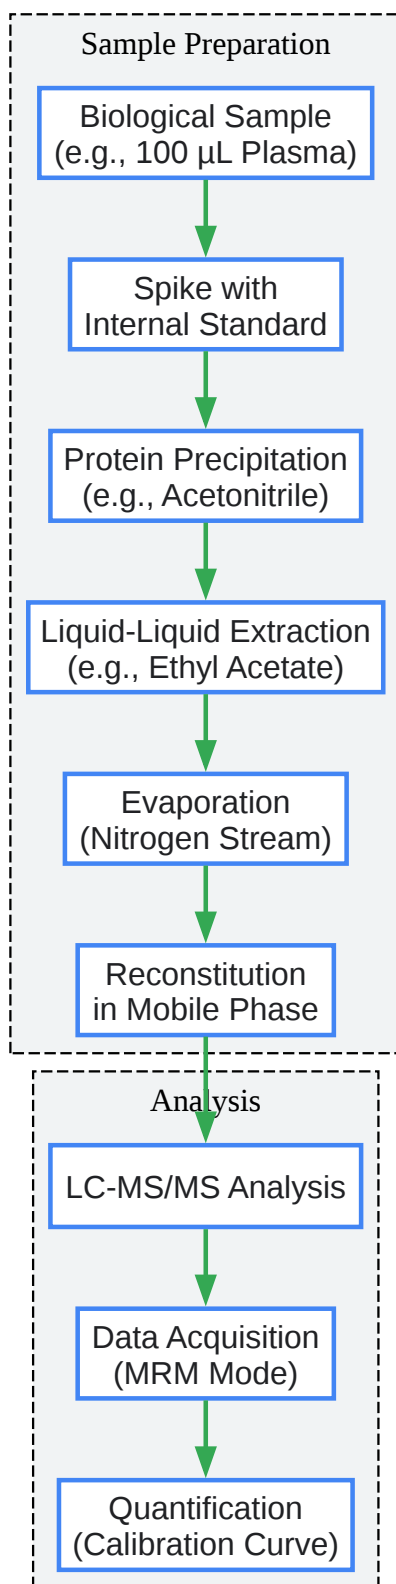 Sample Preparation
Biological Sample
(e.g., 100 µL Plasma)
Spike with
Internal Standard
Protein Precipitation
(e.g., Acetonitrile)
Liquid-Liquid Extraction
(e.g., Ethyl Acetate)
Evaporation
(Nitrogen Stream)
Reconstitution
in Mobile Phase
Analysis
LC-MS/MS Analysis
Data Acquisition
(MRM Mode)
Quantification
(Calibration Curve)